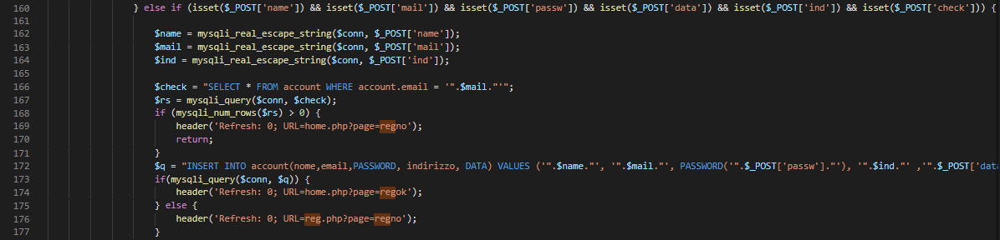 160 } else if (isset($_POST['name']) && isset($_POST['mail']) && isset($_POST['passw']) && isset($_POST['data']) && isset($_POST['ind']) && isset($_POST['check'])) {
161
162 $name = mysqli_real_escape_string($conn, $_POST['name']);
163 $mail = mysqli_real_escape_string($conn, $_POST['mail']);
164 $ind = mysqli_real_escape_string($conn, $_POST['ind']);
165
166 $check = "SELECT * FROM account WHERE account.email = '".$mail."'";
167 $rs = mysqli_query($conn, $check);
168 if (mysqli_num_rows($rs) > 0) {
169 header('Refresh: 0; URL=home.php?page=regno');
170 return;
171 }
172 $q = "INSERT INTO account(nome,email,PASSWORD, indirizzo, DATA) VALUES ('".$name."', '".$mail."', PASSWORD('".$_POST['passw']."'), '".$ind."' ,'".$_POST['data
173 if(mysqli_query($conn, $q)) {
174 header('Refresh: 0; URL=home.php?page=regok');
175 } else {
176 header('Refresh: 0; URL=reg.php?page=regno');
177 }